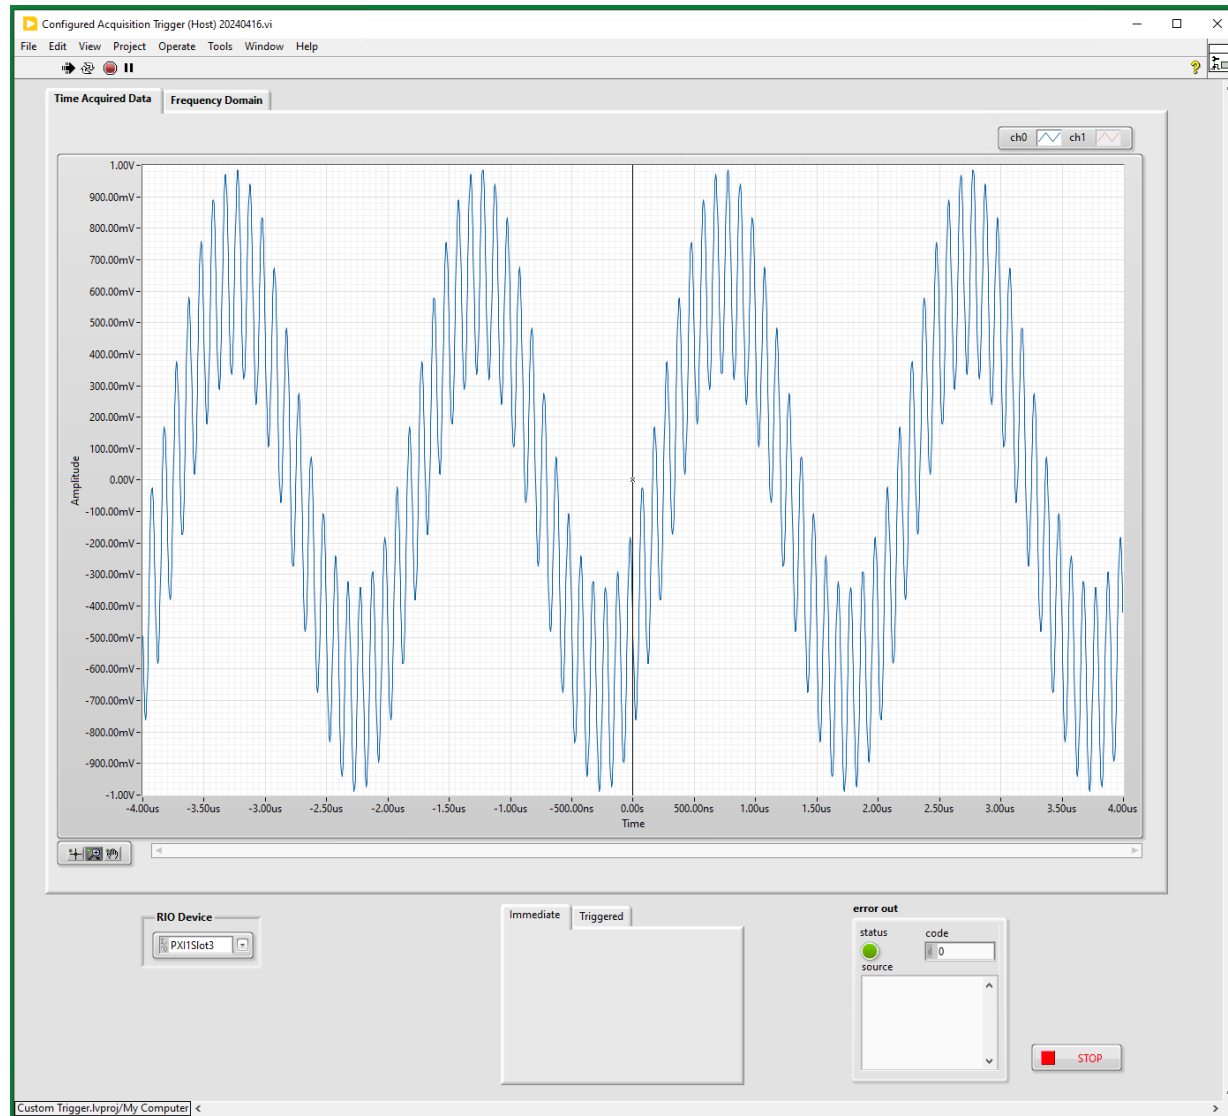 Configured Acquisition Trigger (Host) 20240416.vi
File Edit View Project Operate Tools Window Help
Time Acquired Data Frequency Domain
ch0 ch1
1.00V
900.00mV
800.00mV
700.00mV
600.00mV
500.00mV
400.00mV
300.00mV
200.00mV
100.00mV
0.00V
-100.00mV
-200.00mV
-300.00mV
-400.00mV
-500.00mV
-600.00mV
-700.00mV
-800.00mV
-900.00mV
-1.00V
Amplitude
-4.00us -3.50us -3.00us -2.50us -2.00us -1.50us -1.00us -500.00ns 0.00s 500.00ns 1.00us 1.50us 2.00us 2.50us 3.00us 3.50us 4.00us
Time
RIO Device
PXI1Slot3
Immediate Triggered
error out
status code
0
source
STOP
Custom Trigger.lvproj/My Computer